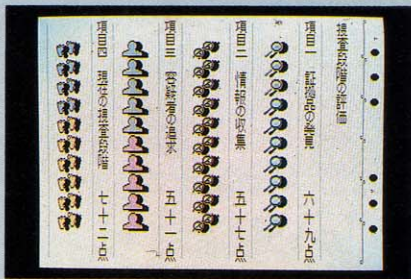 捜査段階の評価
項目一 証拠品の発見 六十九点
項目二 情報の収集 五十七点
項目三 容疑者の追求 五十一点
項目四 現在の捜査段階 七十二点